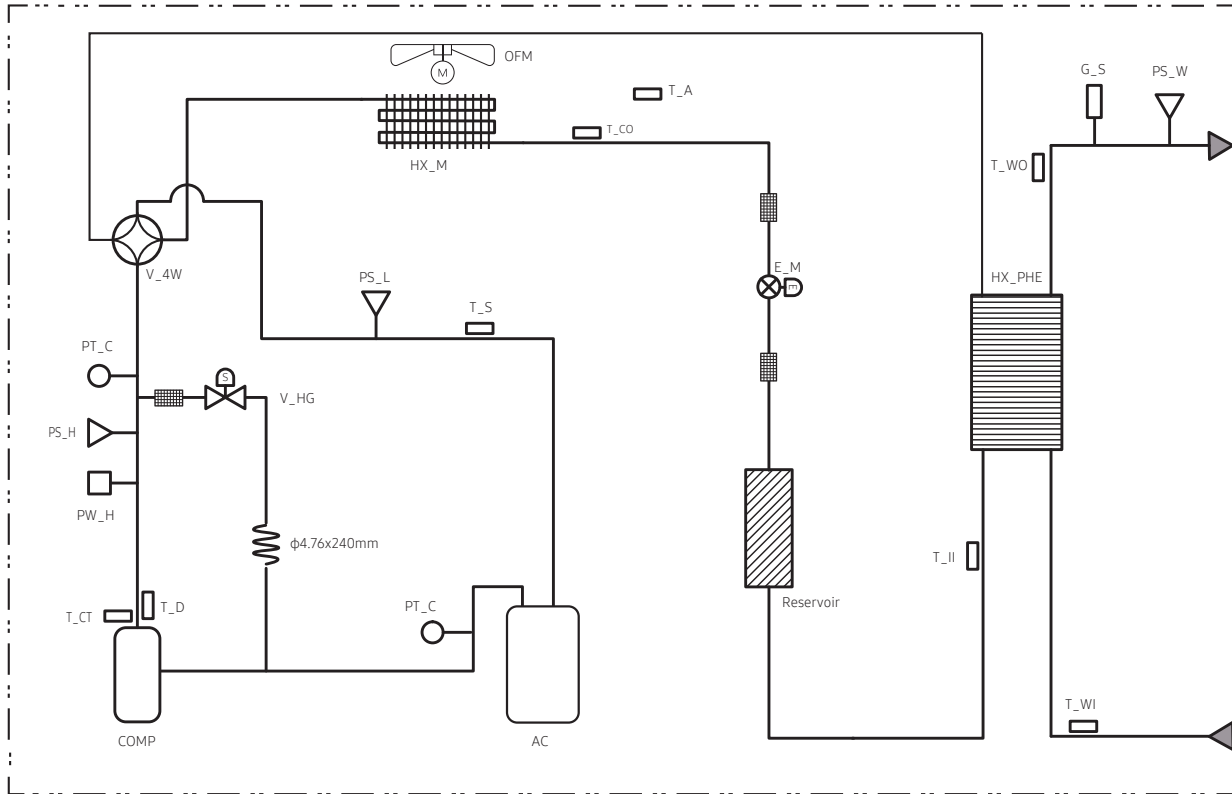 OFM
M
G_S
T_A
PS_W
T_CO
T_WO
HX_M
V_4W
E_M
E
PS_L
HX_PHE
T_S
PT_C
S
V_HG
PS_H
PW_H
φ4.76x240mm
T_II
Reservoir
T_CT
T_D
PT_C
T_WI
COMP
AC